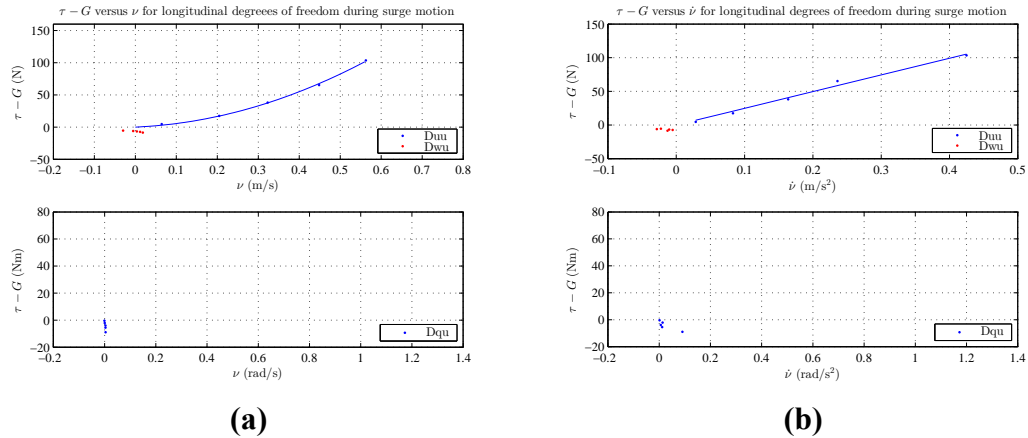 τ − G versus ν for longitudinal degreees of freedom during surge motion
τ − G (N)
150
100
50
0
−50
−0.1 0 0.1 0.2 0.3 0.4 0.5 0.6 0.7 0.8
ν (m/s)
Duu
Dwu
τ − G (Nm)
80
60
40
20
0
−20
−0.2 0 0.2 0.4 0.6 0.8 1 1.2 1.4
ν (rad/s)
Dqu
(a)
τ − G versus ν̇ for longitudinal degreees of freedom during surge motion
τ − G (N)
150
100
50
0
−50
−0.1 0 0.1 0.2 0.3 0.4 0.5
ν̇ (m/s²)
Duu
Dwu
τ − G (Nm)
80
60
40
20
0
−20
−0.2 0 0.2 0.4 0.6 0.8 1 1.2 1.4
ν̇ (rad/s²)
Dqu
(b)